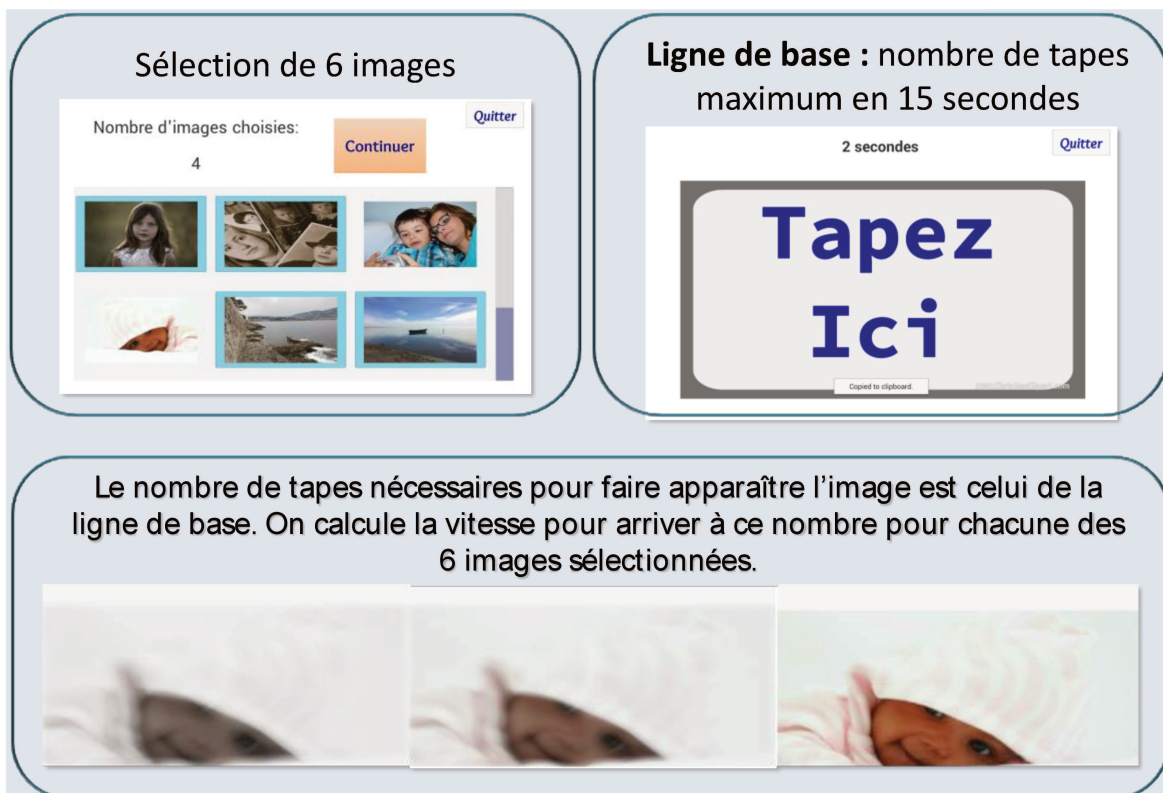 Sélection de 6 images
Nombre d'images choisies:
4
Continuer
Quitter
Ligne de base : nombre de tapes
maximum en 15 secondes
2 secondes
Quitter
Tapez
Ici
Copied to clipboard.
Le nombre de tapes nécessaires pour faire apparaître l'image est celui de la
ligne de base. On calcule la vitesse pour arriver à ce nombre pour chacune des
6 images sélectionnées.